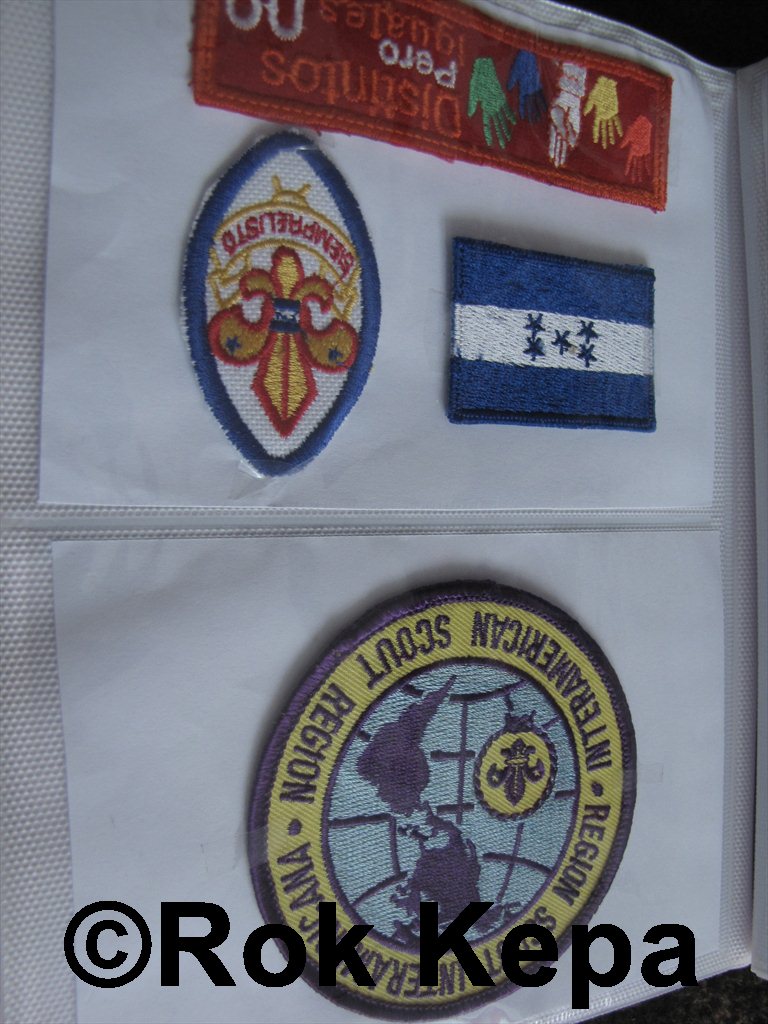 Distintos
Pero
iguales
SIEMPRE LISTO
INTERAMERICAN SCOUT REGION
REGION SCOUT INTERAMERICANA
©Rok Kepa